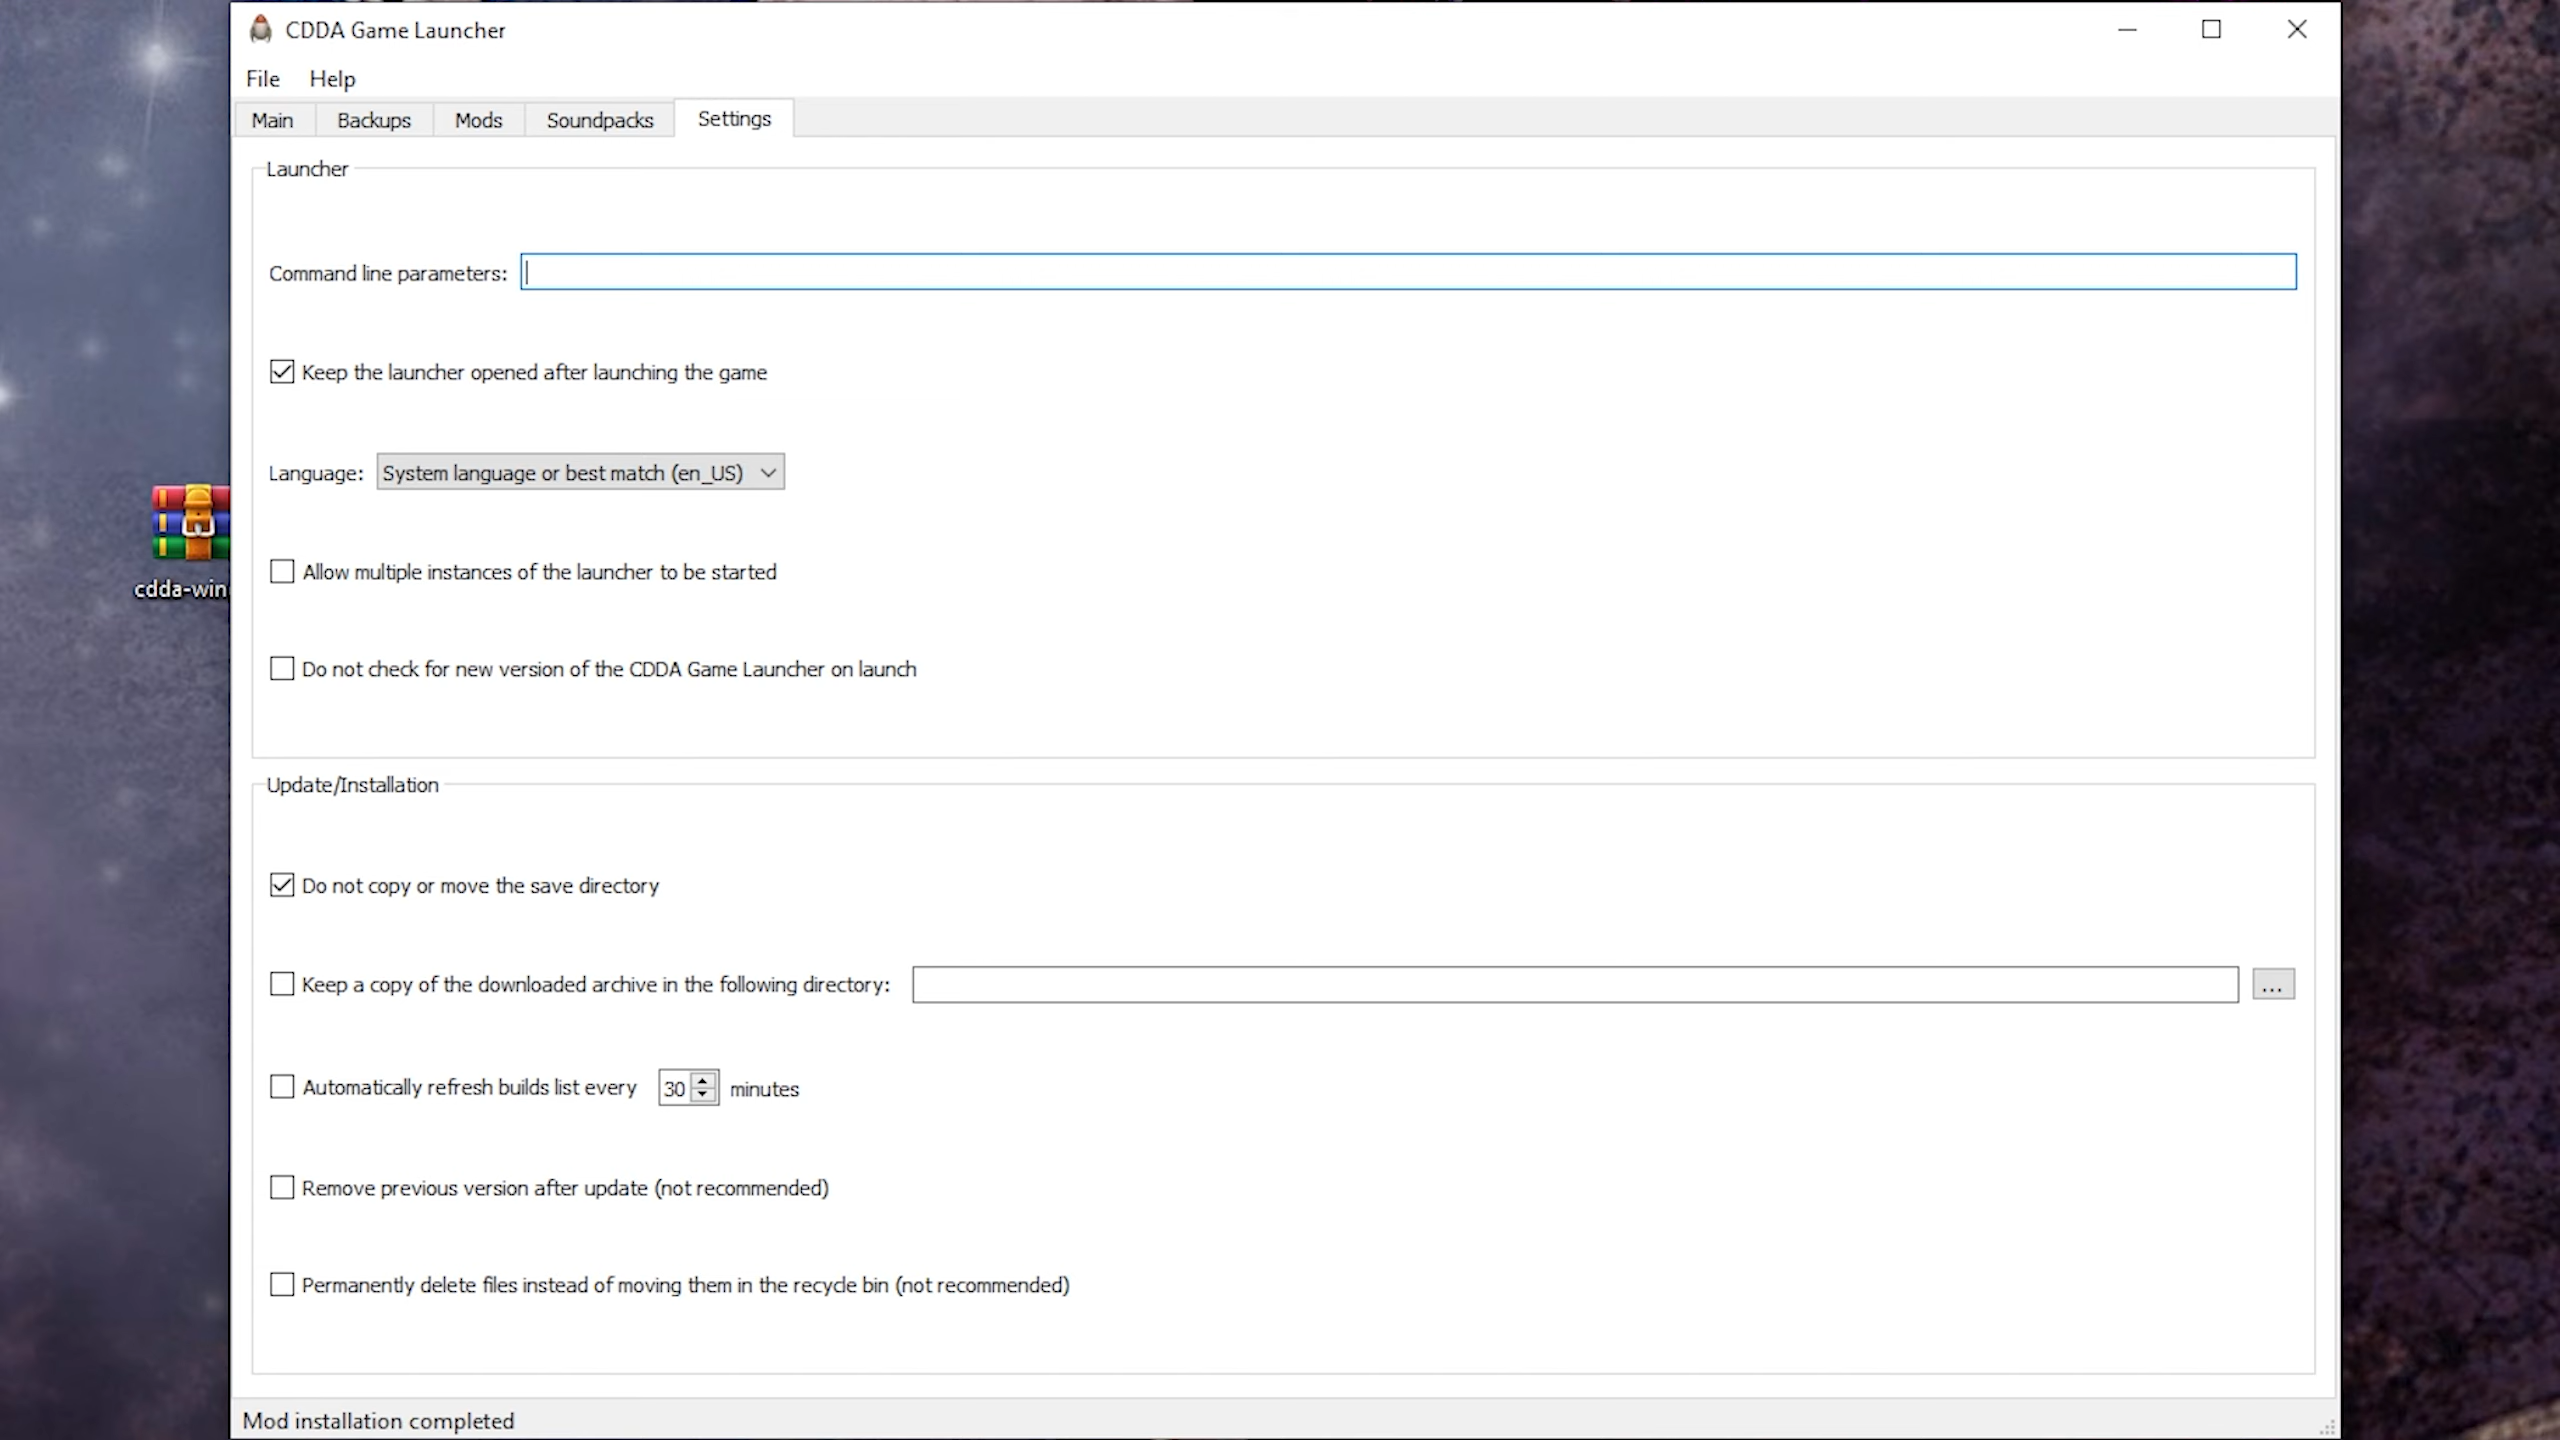 CDDA Game Launcher
File Help
Main Backups Mods Soundpacks Settings
Launcher
Command line parameters:
Keep the launcher opened after launching the game
Language: System language or best match (en_US)
Allow multiple instances of the launcher to be started
cdda-win
Do not check for new version of the CDDA Game Launcher on launch
Update/Installation
Do not copy or move the save directory
Keep a copy of the downloaded archive in the following directory: ...
Automatically refresh builds list every 30 minutes
Remove previous version after update (not recommended)
Permanently delete files instead of moving them in the recycle bin (not recommended)
Mod installation completed